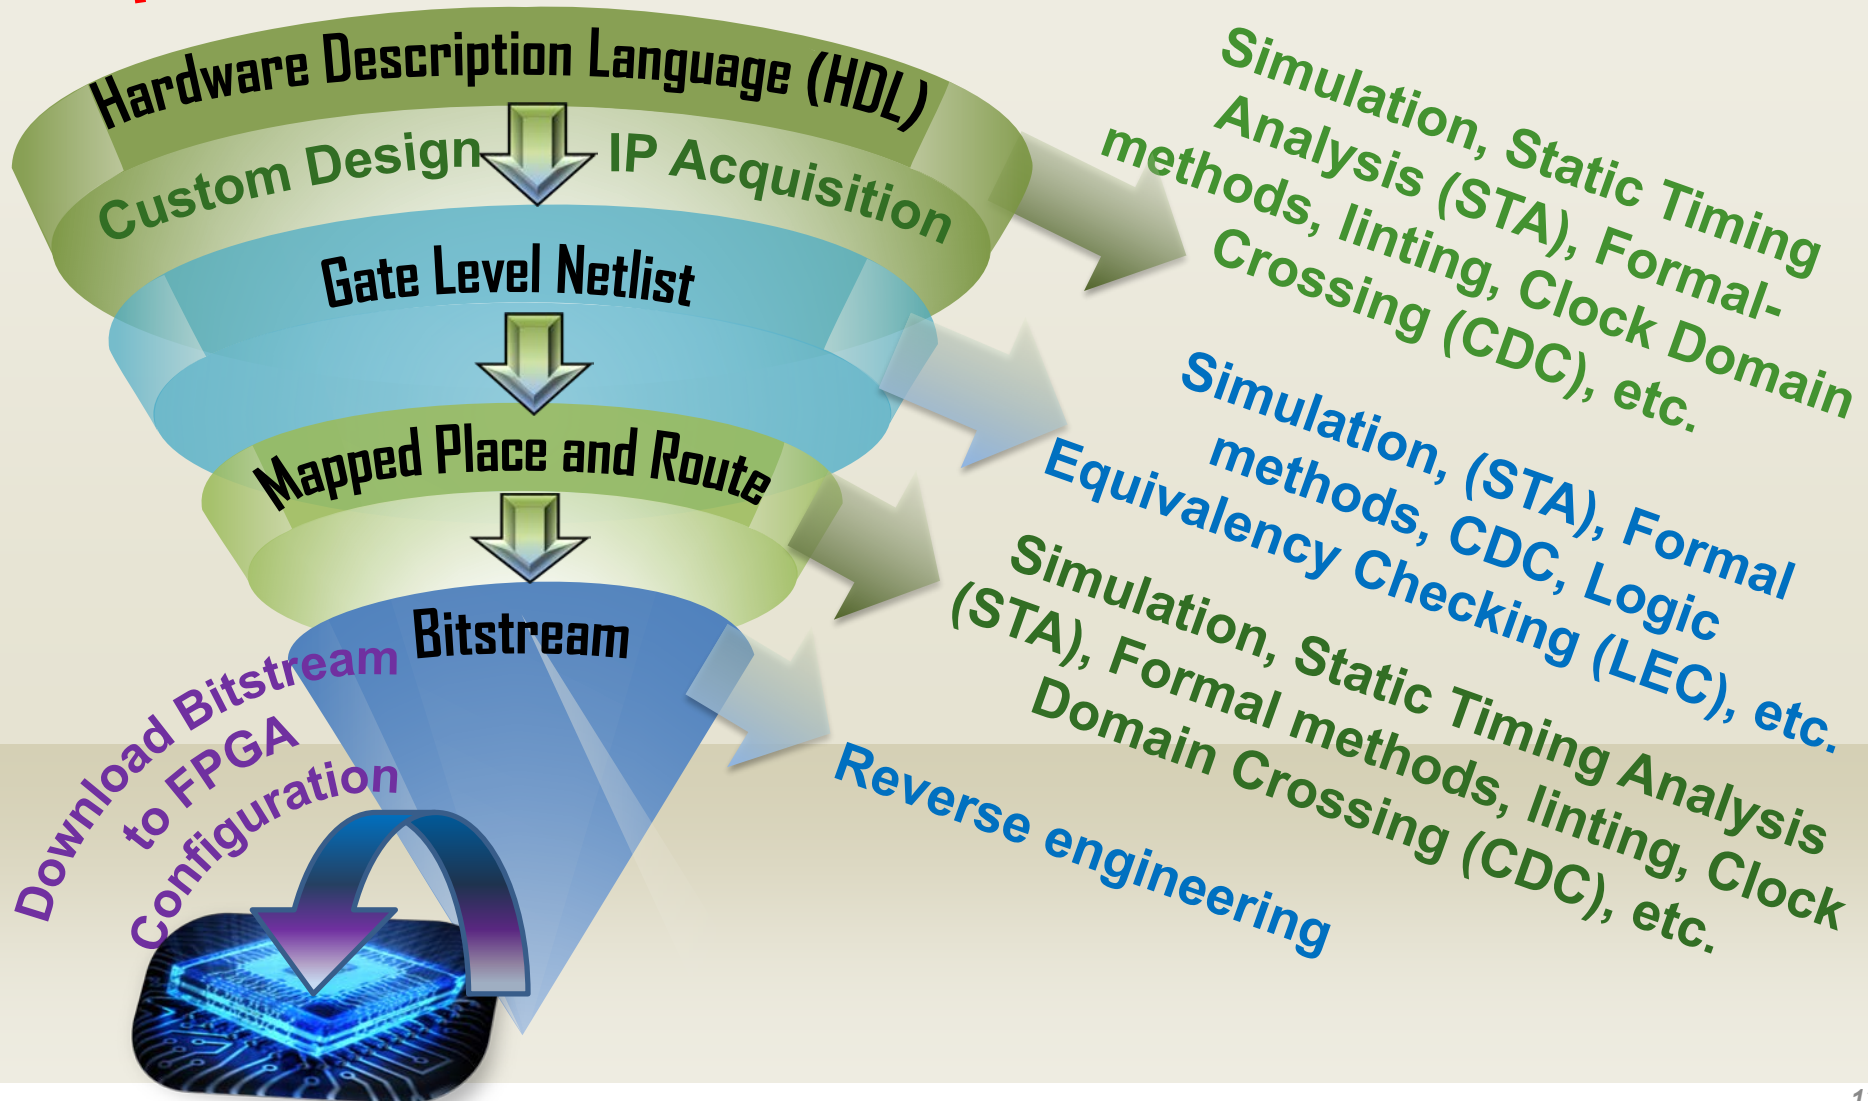 Hardware Description Language (HDL)
Custom Design
IP Acquisition
Gate Level Netlist
Mapped Place and Route
Bitstream
Download Bitstream
to FPGA
Configuration
Simulation, Static Timing
Analysis (STA), Formal-
methods, linting, Clock Domain
Crossing (CDC), etc.
Simulation, (STA), Formal
methods, CDC, Logic
Equivalency Checking (LEC), etc.
Simulation, Static Timing Analysis
(STA), Formal methods, linting, Clock
Domain Crossing (CDC), etc.
Reverse engineering